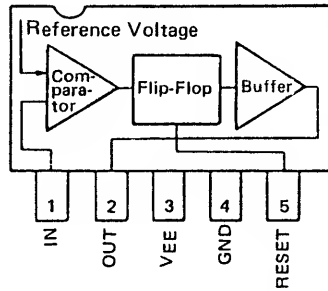 Reference Voltage
Com-
para-
tor
Flip-Flop
Buffer
1
2
3
4
5
IN
OUT
VEE
GND
RESET